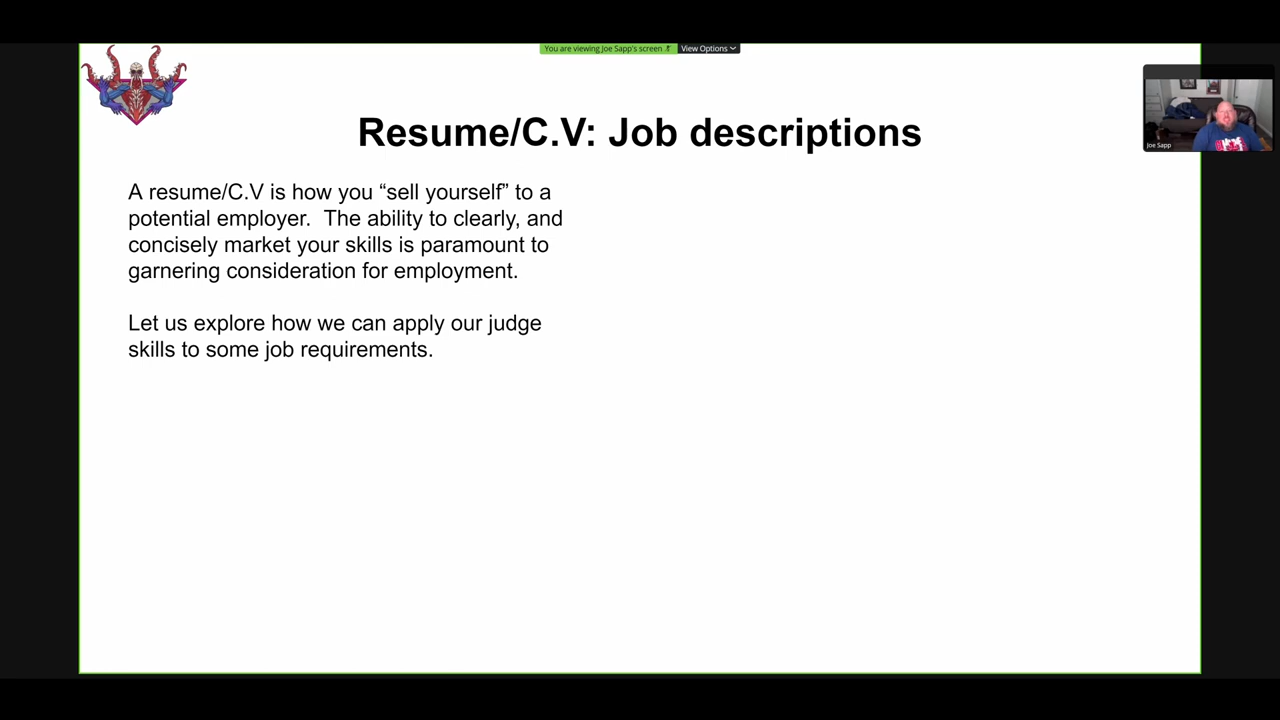 You are viewing Joe Sapp's screen
View Options
Joe Sapp
Resume/C.V: Job descriptions
A resume/C.V is how you “sell yourself” to a
potential employer.  The ability to clearly, and
concisely market your skills is paramount to
garnering consideration for employment.
Let us explore how we can apply our judge
skills to some job requirements.